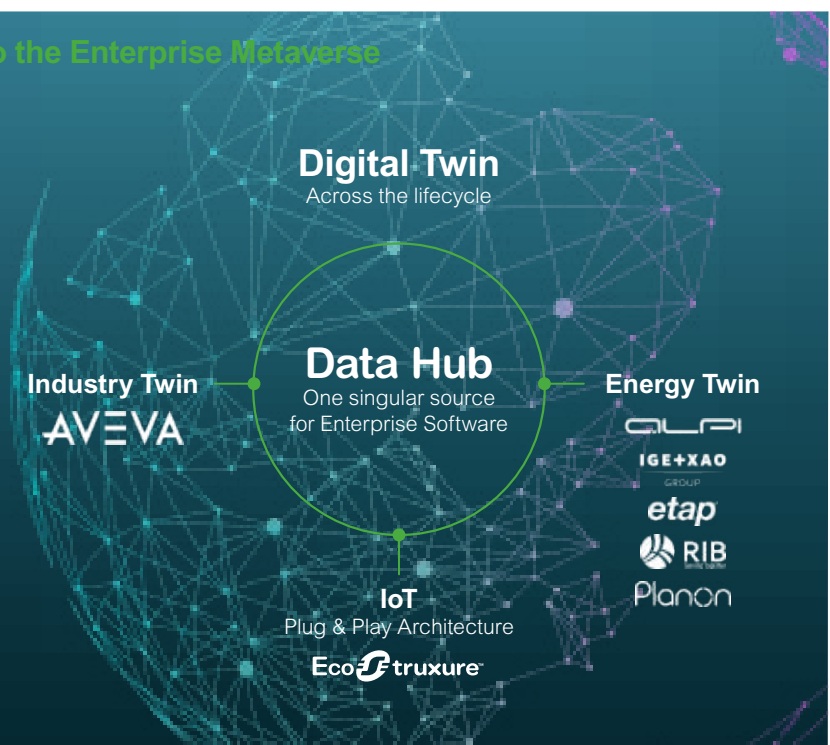 o the Enterprise Metaverse
Digital Twin
Across the lifecycle
Data Hub
One singular source
for Enterprise Software
Industry Twin
AVEVA
Energy Twin
ALPI
IGE+XAO
GROUP
etap
RIB
Planon
IoT
Plug & Play Architecture
EcoStruxure